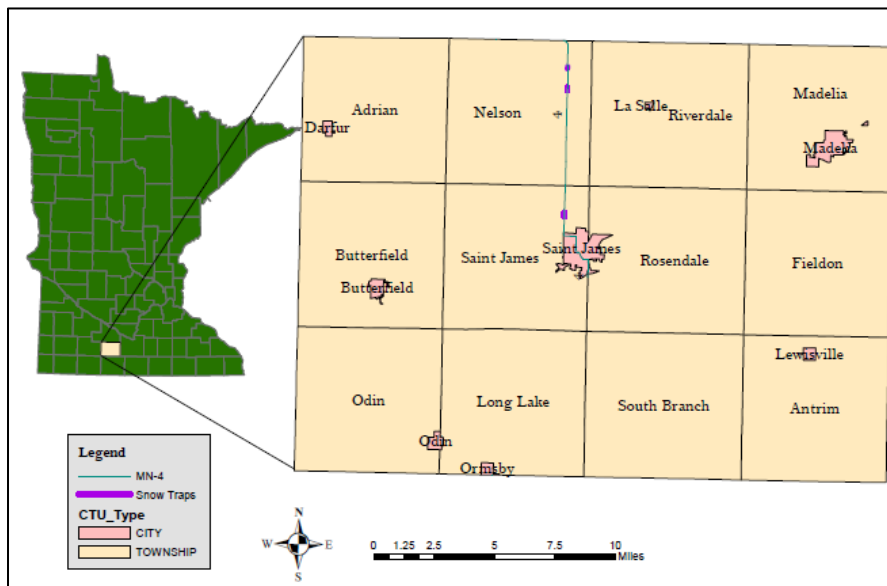 Adrian
Nelson
La Salle
Riverdale
Madelia
Darfur
Madelia
Butterfield
Saint James
Saint James
Rosendale
Fieldon
Butterfield
Lewisville
Odin
Long Lake
South Branch
Antrim
Odin
Ormsby
Legend
MN-4
Snow Traps
CTU_Type
CITY
TOWNSHIP
N
W E
S
0 1.25 2.5 5 7.5 10
Miles